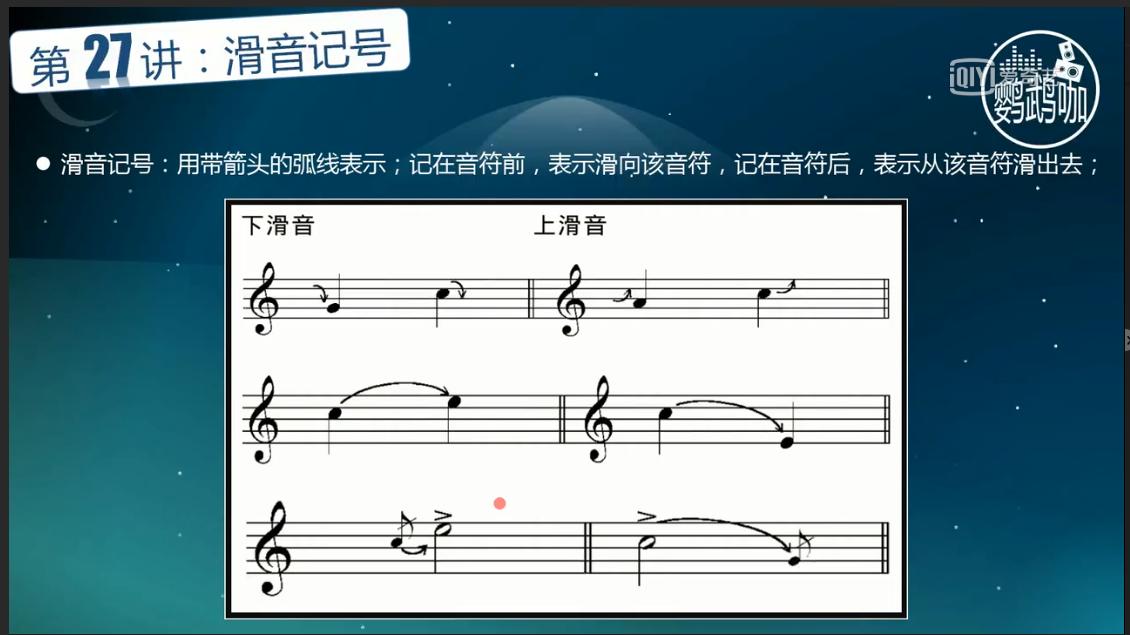 第27讲：滑音记号
iQIYI 爱奇艺
鹦鹉咖
● 滑音记号：用带箭头的弧线表示；记在音符前，表示滑向该音符，记在音符后，表示从该音符滑出去；
下滑音 上滑音